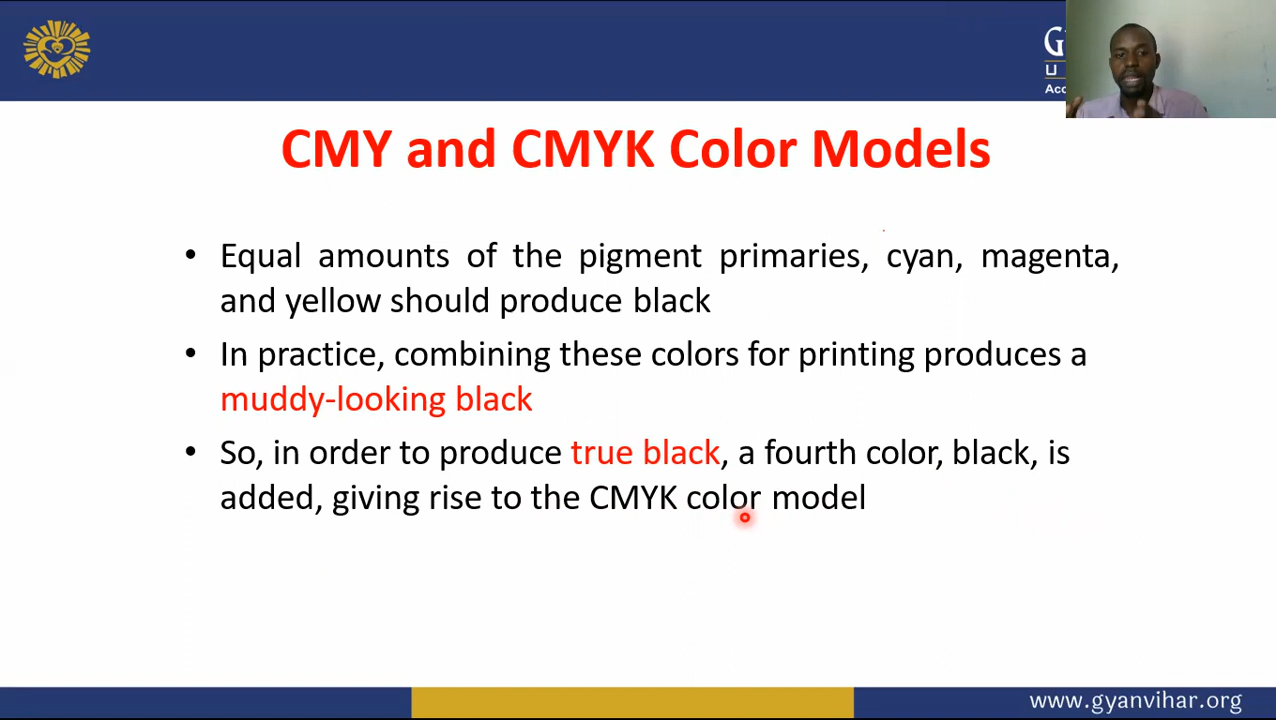 G
U
Acc
CMY and CMYK Color Models
• Equal amounts of the pigment primaries, cyan, magenta,
and yellow should produce black
• In practice, combining these colors for printing produces a
muddy-looking black
• So, in order to produce true black, a fourth color, black, is
added, giving rise to the CMYK color model
www.gyanvihar.org